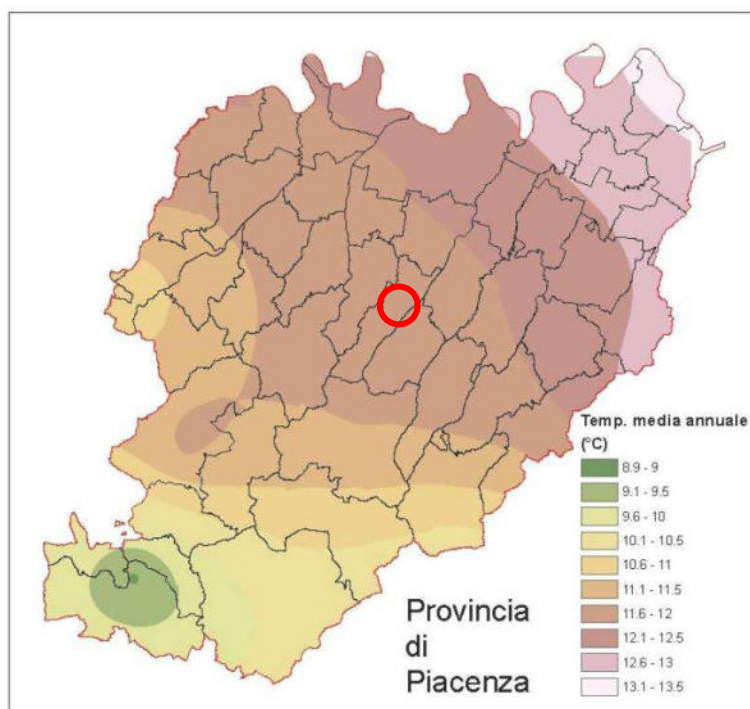 Temp. media annuale
(°C)
8.9 - 9
9.1 - 9.5
9.6 - 10
10.1 - 10.5
10.6 - 11
11.1 - 11.5
11.6 - 12
12.1 - 12.5
12.6 - 13
13.1 - 13.5
Provincia
di
Piacenza